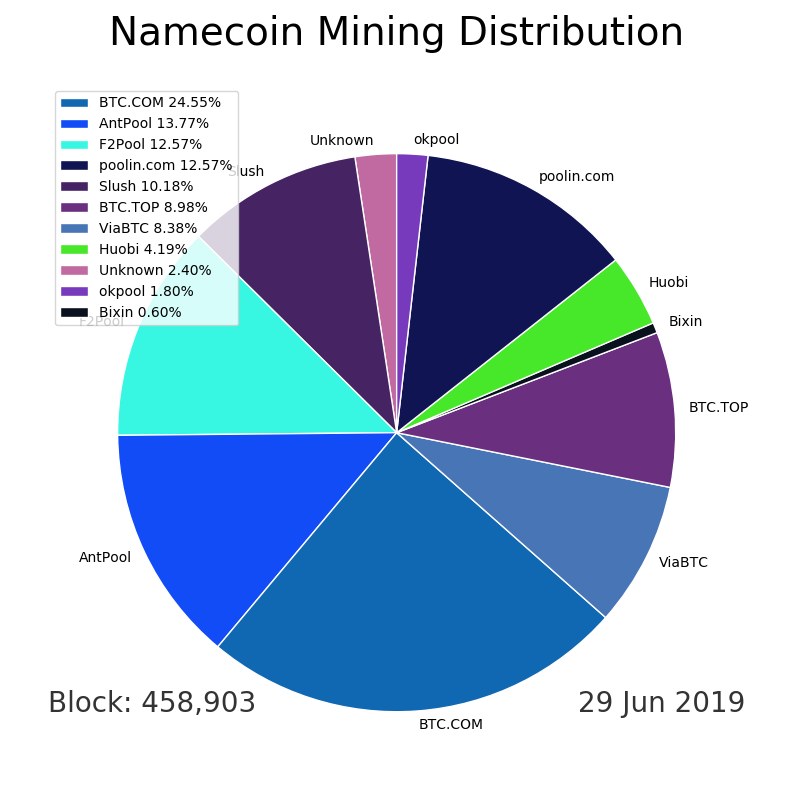 Namecoin Mining Distribution
BTC.COM 24.55%
AntPool 13.77%
F2Pool 12.57%
poolin.com 12.57%
Slush 10.18%
BTC.TOP 8.98%
ViaBTC 8.38%
Huobi 4.19%
Unknown 2.40%
okpool 1.80%
Bixin 0.60%
Unknown
okpool
Slush
poolin.com
Huobi
F2Pool
Bixin
BTC.TOP
AntPool
ViaBTC
BTC.COM
Block: 458,903
29 Jun 2019